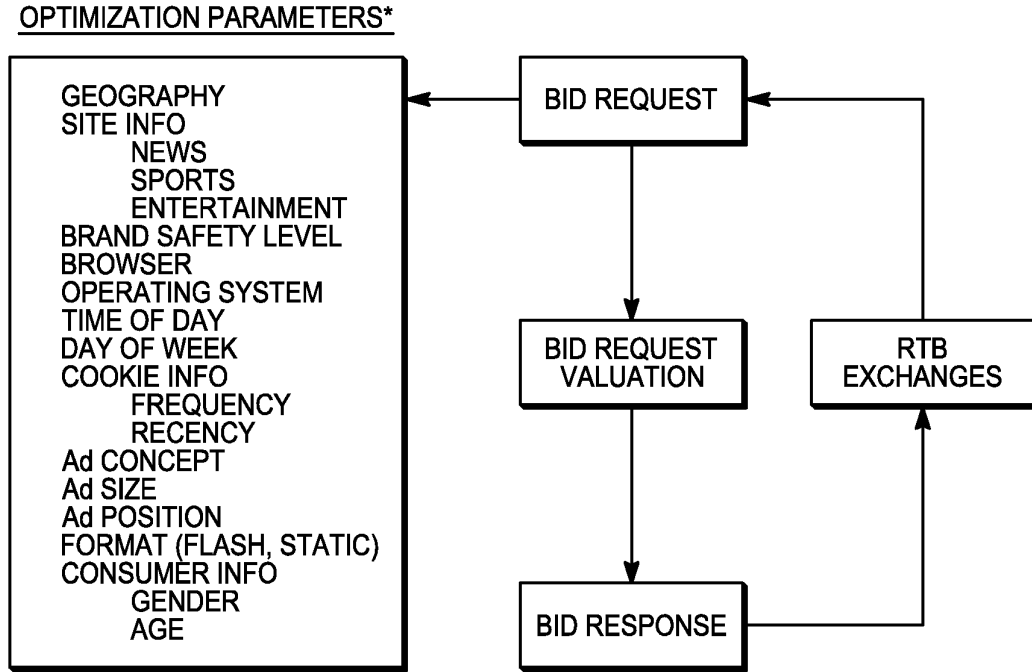 OPTIMIZATION PARAMETERS*
GEOGRAPHY
SITE INFO
NEWS
SPORTS
ENTERTAINMENT
BRAND SAFETY LEVEL
BROWSER
OPERATING SYSTEM
TIME OF DAY
DAY OF WEEK
COOKIE INFO
FREQUENCY
RECENCY
Ad CONCEPT
Ad SIZE
Ad POSITION
FORMAT (FLASH, STATIC)
CONSUMER INFO
GENDER
AGE
BID REQUEST
BID REQUEST
VALUATION
BID RESPONSE
RTB
EXCHANGES